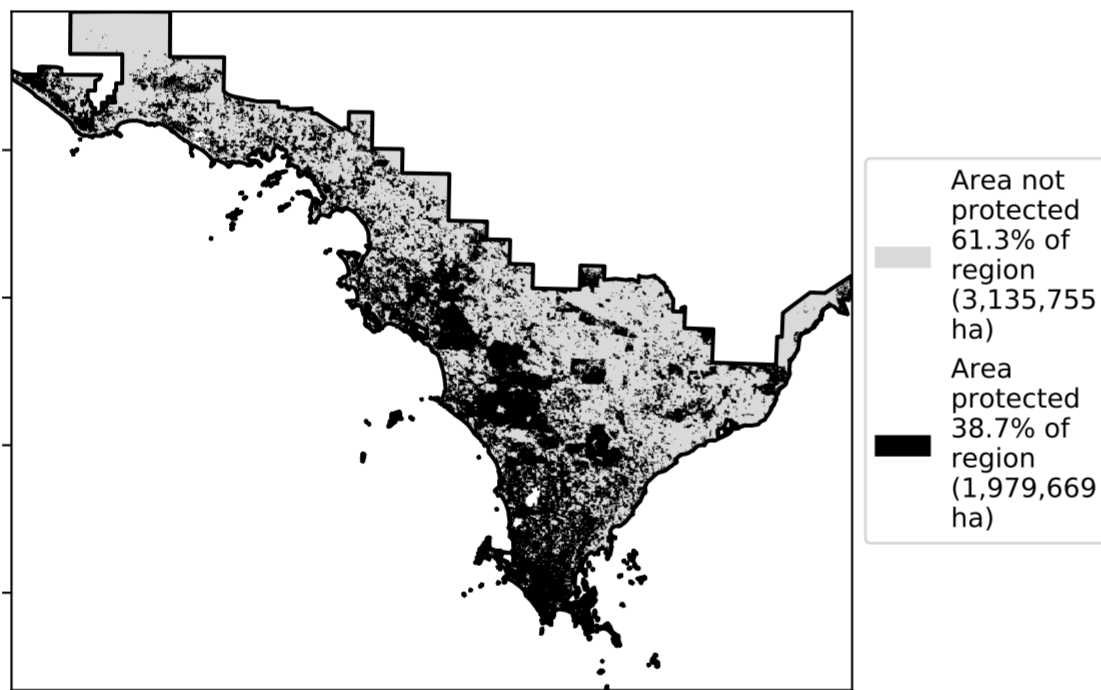 Area not
protected
61.3% of
region
(3,135,755
ha)
Area
protected
38.7% of
region
(1,979,669
ha)